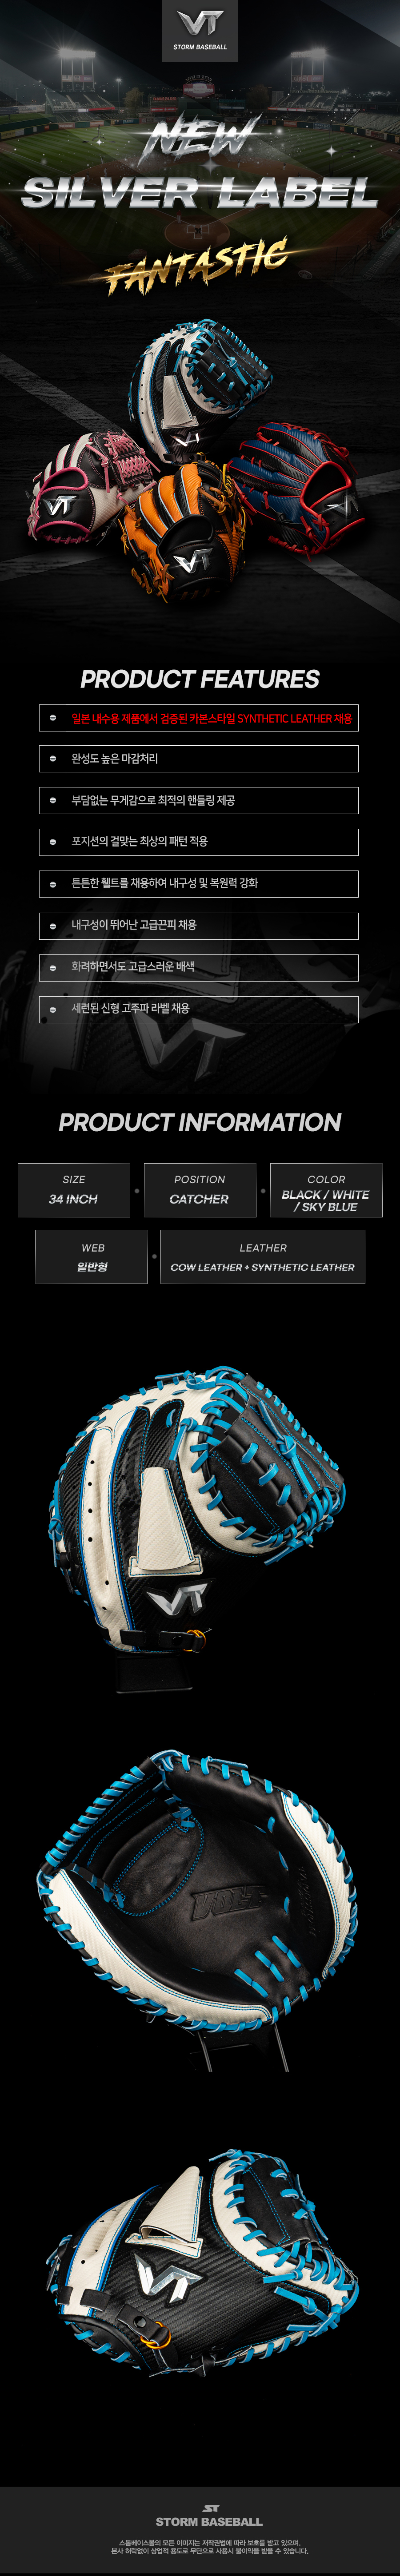 VT
STORM BASEBALL
NEW
SILVER LABEL
FANTASTIC
VT
VT
VT
PRODUCT FEATURES
일본 내수용 제품에서 검증된 카본스타일 SYNTHETIC LEATHER 채용
완성도 높은 마감처리
부담없는 무게감으로 최적의 핸들링 제공
포지션의 걸맞는 최상의 패턴 적용
튼튼한 휄트를 채용하여 내구성 및 복원력 강화
내구성이 뛰어난 고급끈피 채용
화려하면서도 고급스러운 배색
세련된 신형 고주파 라벨 채용
PRODUCT INFORMATION
SIZE
34 INCH
POSITION
CATCHER
COLOR
BLACK / WHITE
/ SKY BLUE
WEB
일반형
LEATHER
COW LEATHER + SYNTHETIC LEATHER
VT
VT
ST
STORM BASEBALL
스톰베이스볼의 모든 이미지는 저작권법에 따라 보호를 받고 있으며,
본사 허락없이 상업적 용도로 무단으로 사용시 불이익을 받을 수 있습니다.